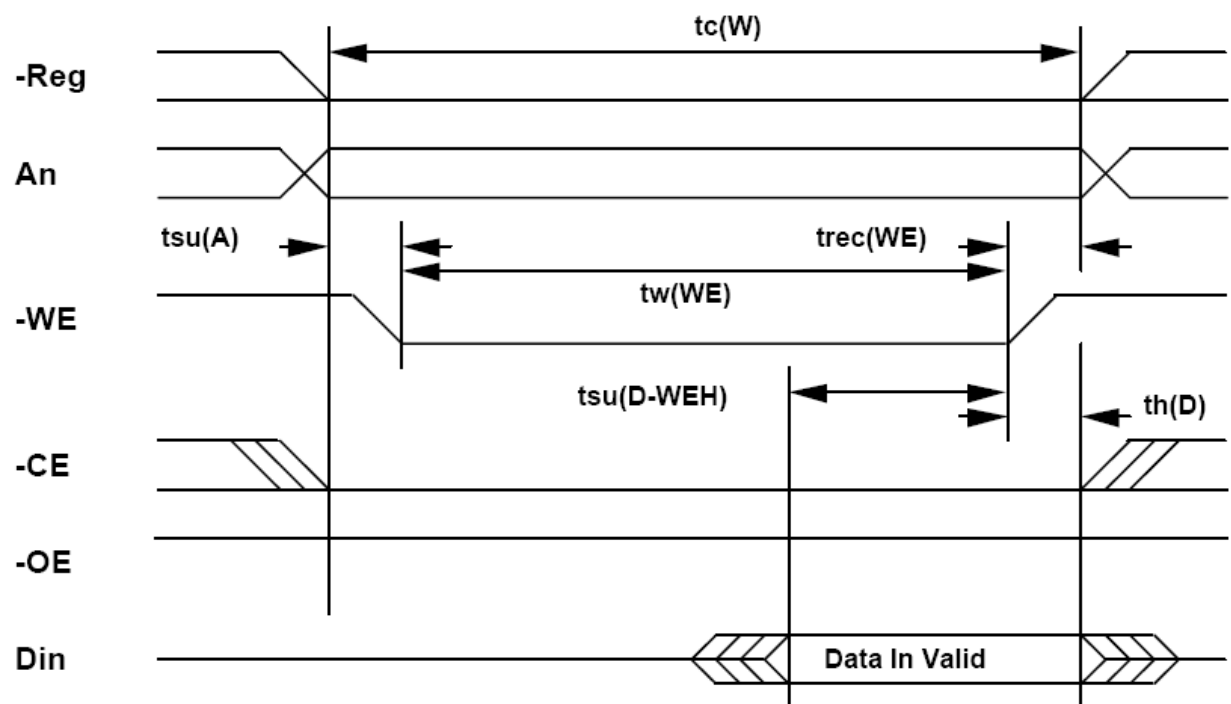 tc(W)
-Reg
An
tsu(A)
trec(WE)
tw(WE)
-WE
tsu(D-WEH)
th(D)
-CE
-OE
Din
Data In Valid